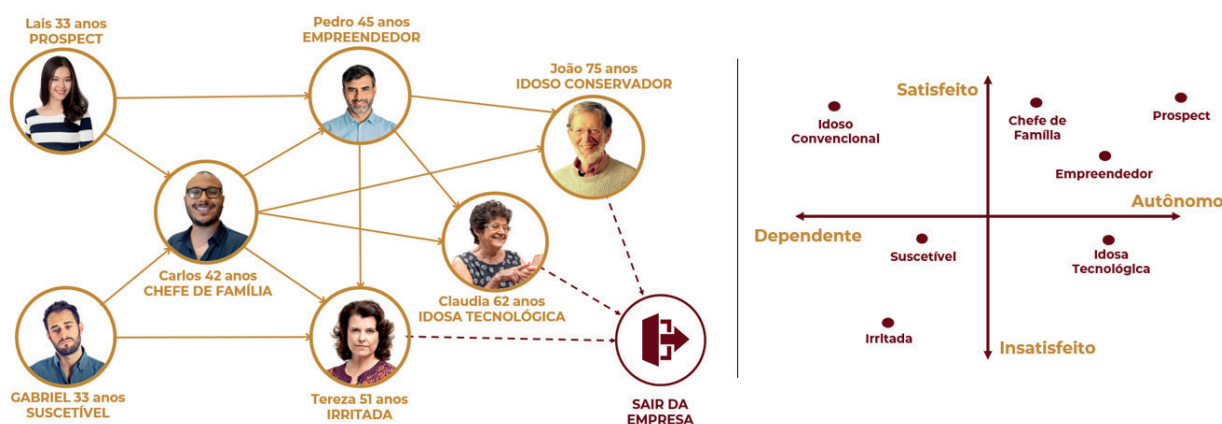 Lais 33 anos
PROSPECT
Pedro 45 anos
EMPREENDEDOR
João 75 anos
IDOSO CONSERVADOR
Carlos 42 anos
CHEFE DE FAMÍLIA
Claudia 62 anos
IDOSA TECNOLÓGICA
GABRIEL 33 anos
SUSCETÍVEL
Tereza 51 anos
IRRITADA
SAIR DA
EMPRESA
Satisfeito
Idoso
Convencional
Chefe de
Família
Prospect
Empreendedor
Autônomo
Dependente
Suscetível
Idosa
Tecnológica
Irritada
Insatisfeito